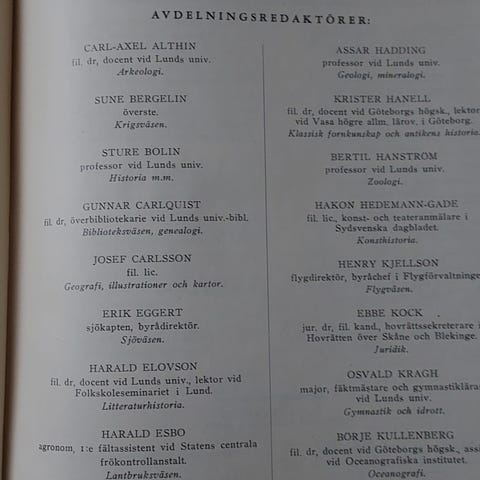 AVDELNINGSREDAKTÖRER:
CARL-AXEL ALTHIN
fil. dr, docent vid Lunds univ.
Arkeologi.
SUNE BERGELIN
överste.
Krigsväsen.
STURE BOLIN
professor vid Lunds univ.
Historia m.m.
GUNNAR CARLQUIST
fil. dr, överbibliotekarie vid Lunds univ.-bibl.
Biblioteksväsen, genealogi.
JOSEF CARLSSON
fil. lic.
Geografi, illustrationer och kartor.
ERIK EGGERT
sjökapten, byrådirektör.
Sjöväsen.
HARALD ELOVSON
fil. dr, docent vid Lunds univ., lektor vid
Folkskoleseminariet i Lund.
Litteraturhistoria.
HARALD ESBO
agronom, 1:e fältassistent vid Statens centrala
frökontrollanstalt.
Lantbruksväsen.
ASSAR HADDING
professor vid Lunds univ.
Geologi, mineralogi.
KRISTER HANELL
fil. dr, docent vid Göteborgs högsk., lektor
vid Vasa högre allm. lärov. i Göteborg.
Klassisk fornkunskap och antikens historia.
BERTIL HANSTRÖM
professor vid Lunds univ.
Zoologi.
HÅKON HEDEMANN-GADE
fil. lic., konst- och teateranmälare i
Sydsvenska dagbladet.
Konsthistoria.
HENRY KJELLSON
flygdirektör, byråchef i Flygförvaltninge
Flygväsen.
EBBE KOCK
jur. dr, fil. kand., hovrättssekreterare i
Hovrätten över Skåne och Blekinge.
Juridik.
OSVALD KRAGH
major, fäktmästare och gymnastiklära
vid Lunds univ.
Gymnastik och idrott.
BÖRJE KULLENBERG
fil. dr, docent vid Göteborgs högsk., ass
vid Oceanografiska institutet.
Oceanografi.